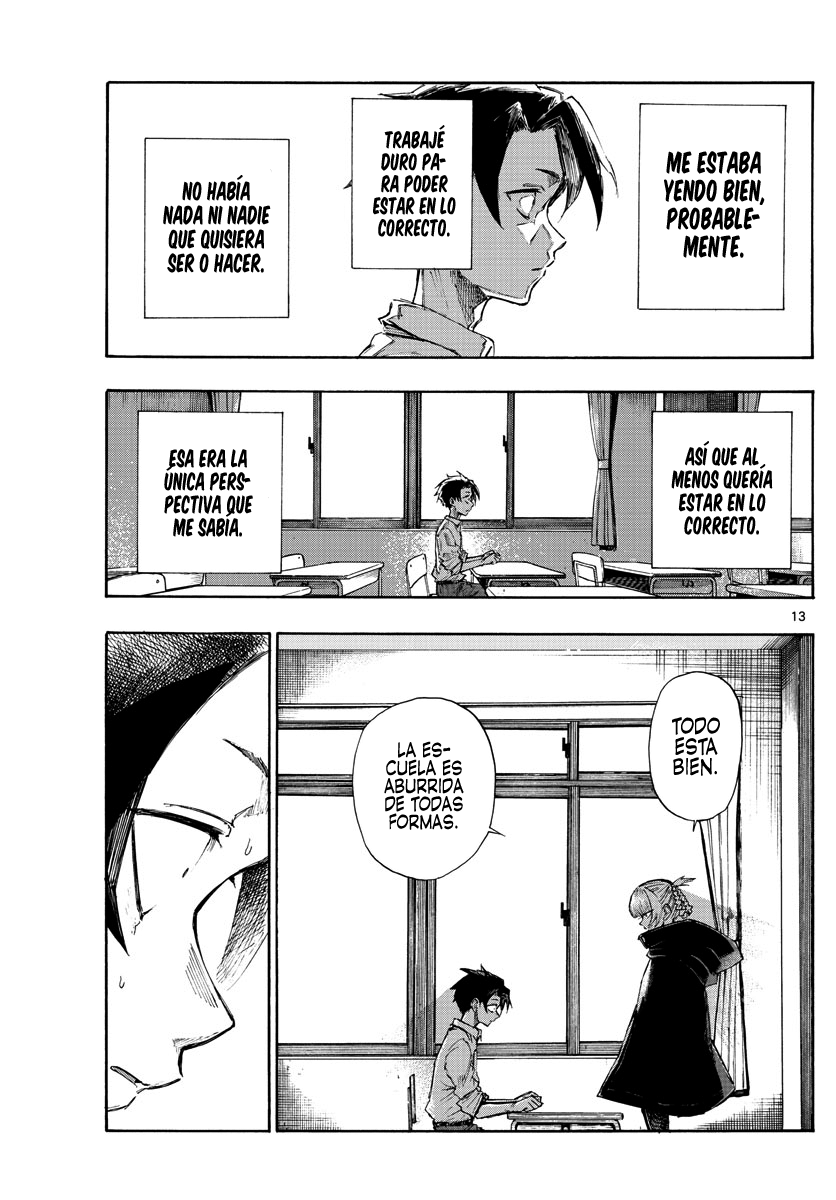 ME ESTABA
YENDO BIEN,
PROBABLE-
MENTE.
TRABAJÉ
DURO PA-
RA PODER
ESTAR EN LO
CORRECTO.
NO HABÍA
NADA NI NADIE
QUE QUISIERA
SER O HACER.
ASÍ QUE AL
MENOS QUERÍA
ESTAR EN LO
CORRECTO.
ESA ERA LA
ÚNICA PERS-
PECTIVA QUE
ME SABÍA.
13
TODO
ESTA
BIEN.
LA ES-
CUELA ES
ABURRIDA
DE TODAS
FORMAS.